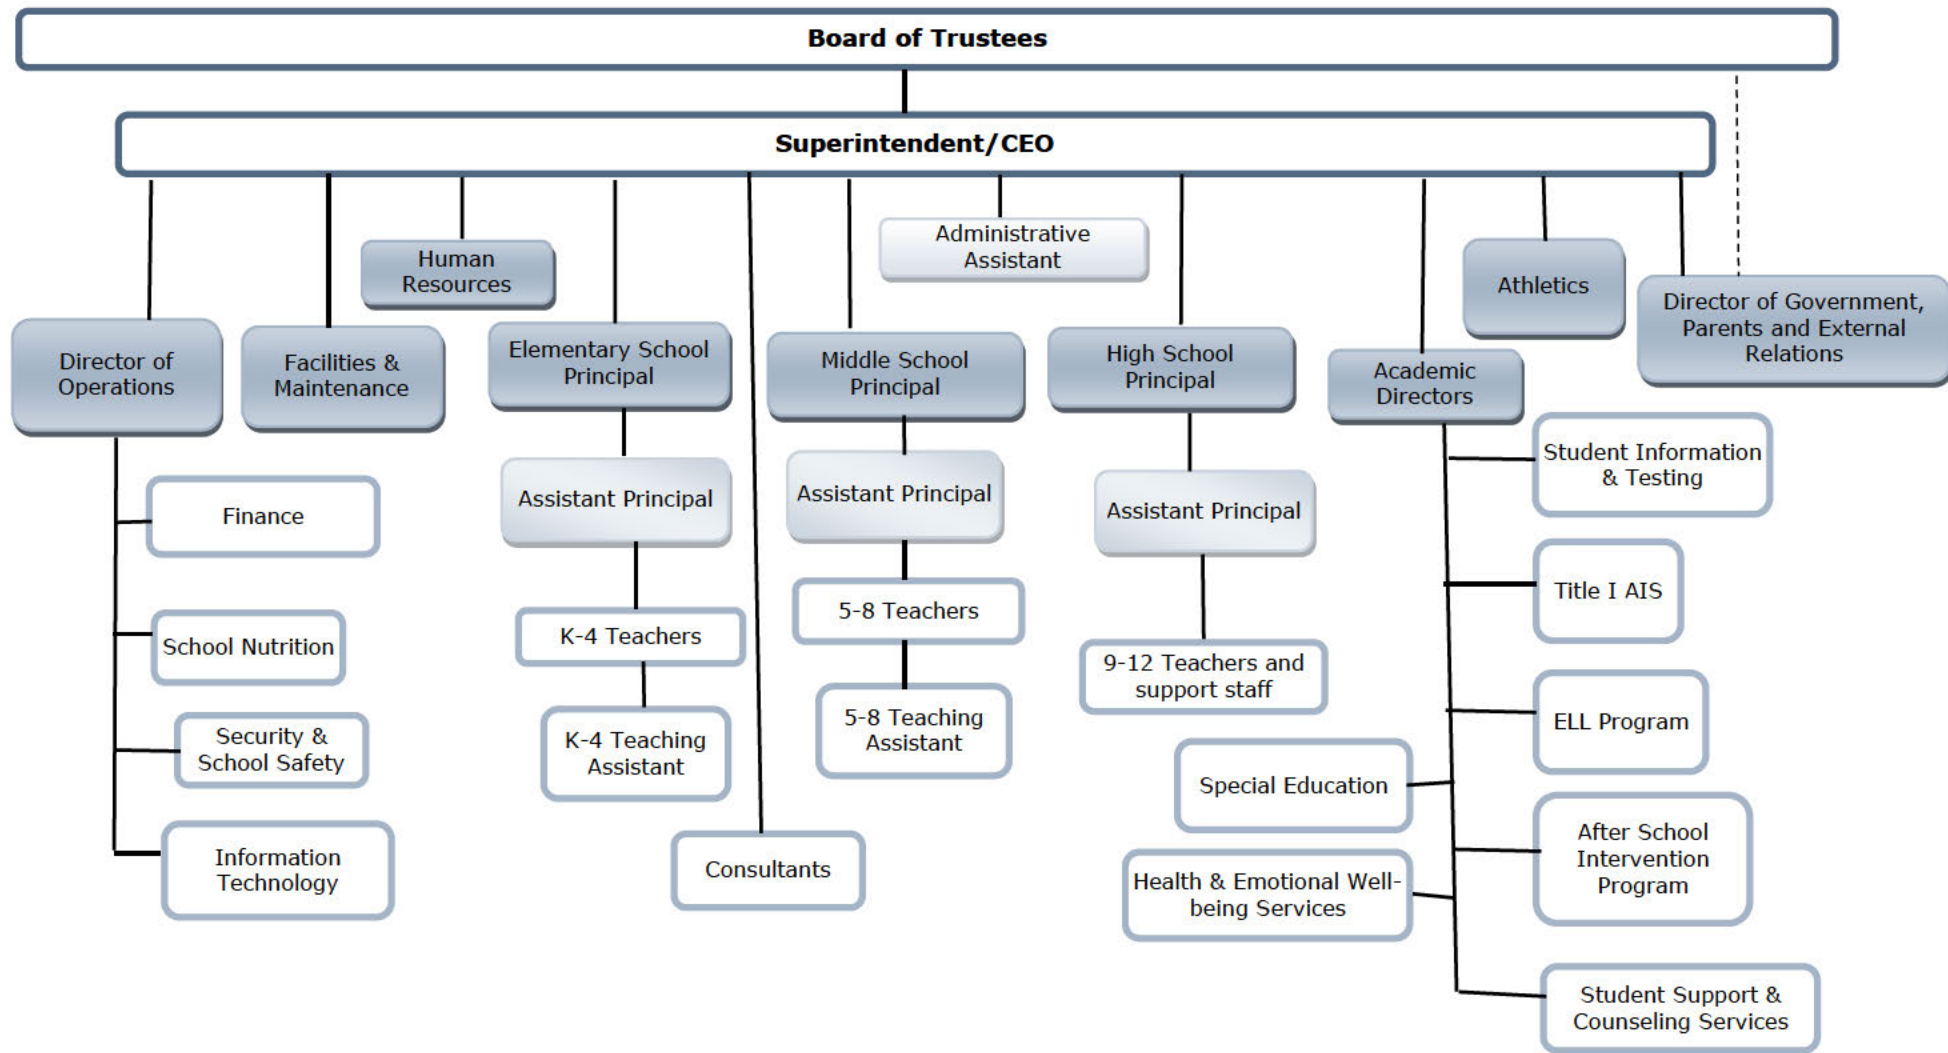 Board of Trustees
Superintendent/CEO
Administrative
Assistant
Human
Resources
Athletics
Director of Government,
Parents and External
Relations
Director of
Operations
Facilities &
Maintenance
Elementary School
Principal
Middle School
Principal
High School
Principal
Academic
Directors
Finance
School Nutrition
Security &
School Safety
Information
Technology
Assistant Principal
K-4 Teachers
K-4 Teaching
Assistant
Consultants
Assistant Principal
5-8 Teachers
5-8 Teaching
Assistant
Assistant Principal
9-12 Teachers and
support staff
Student Information
& Testing
Title I AIS
ELL Program
Special Education
After School
Intervention
Program
Health & Emotional Well-
being Services
Student Support &
Counseling Services